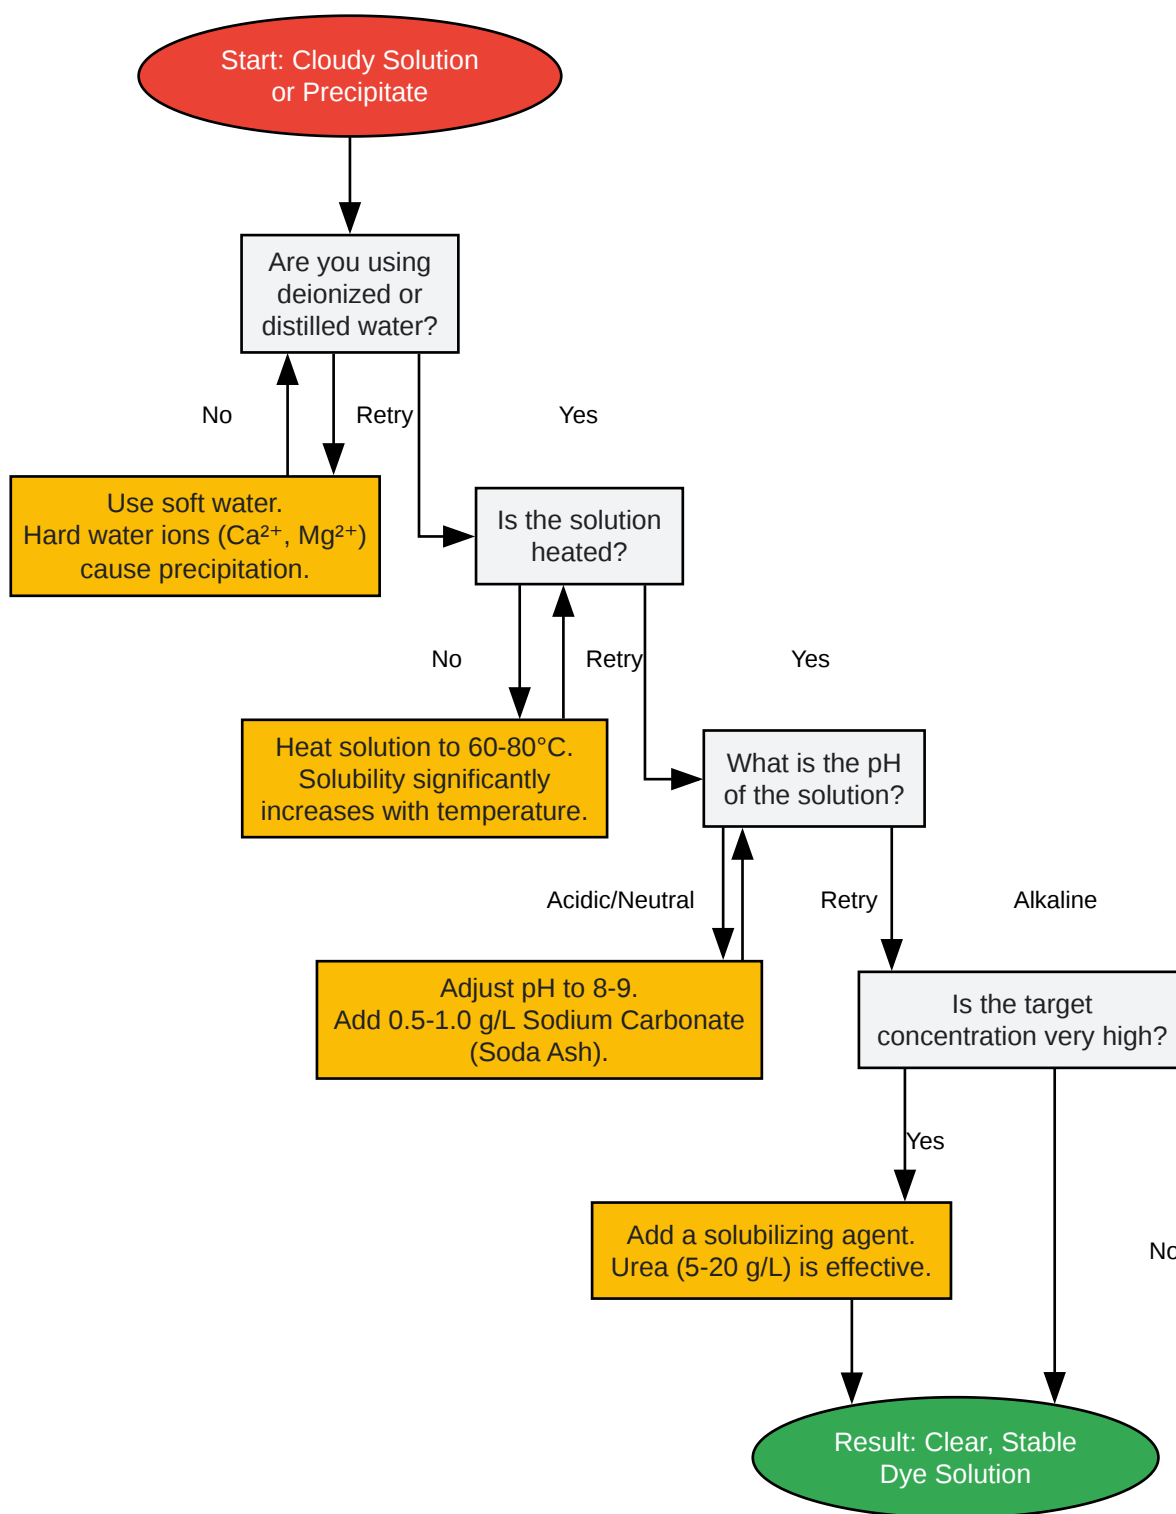 Start: Cloudy Solution
or Precipitate
Are you using
deionized or
distilled water?
No
Retry
Yes
Use soft water.
Hard water ions (Ca²⁺, Mg²⁺)
cause precipitation.
Is the solution
heated?
No
Retry
Yes
Heat solution to 60-80°C.
Solubility significantly
increases with temperature.
What is the pH
of the solution?
Acidic/Neutral
Retry
Alkaline
Adjust pH to 8-9.
Add 0.5-1.0 g/L Sodium Carbonate
(Soda Ash).
Is the target
concentration very high?
Yes
Add a solubilizing agent.
Urea (5-20 g/L) is effective.
No
Result: Clear, Stable
Dye Solution